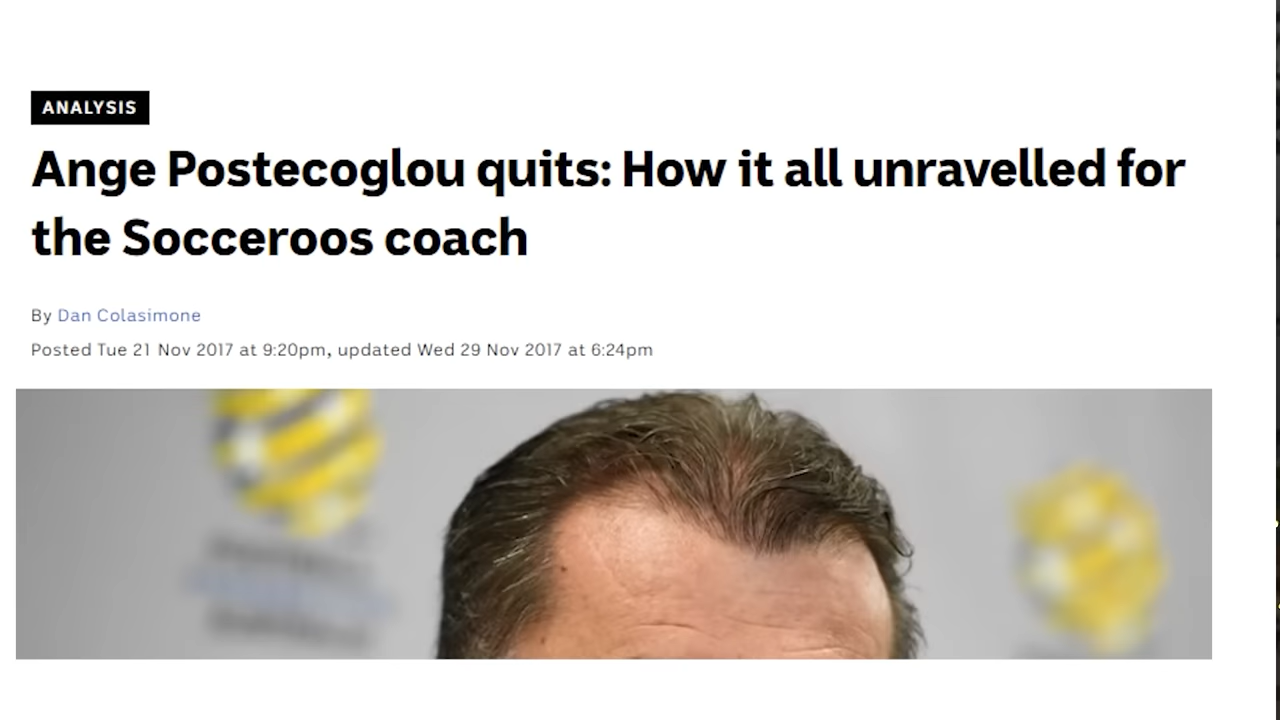 ANALYSIS
Ange Postecoglou quits: How it all unravelled for
the Socceroos coach
By Dan Colasimone
Posted Tue 21 Nov 2017 at 9:20pm, updated Wed 29 Nov 2017 at 6:24pm